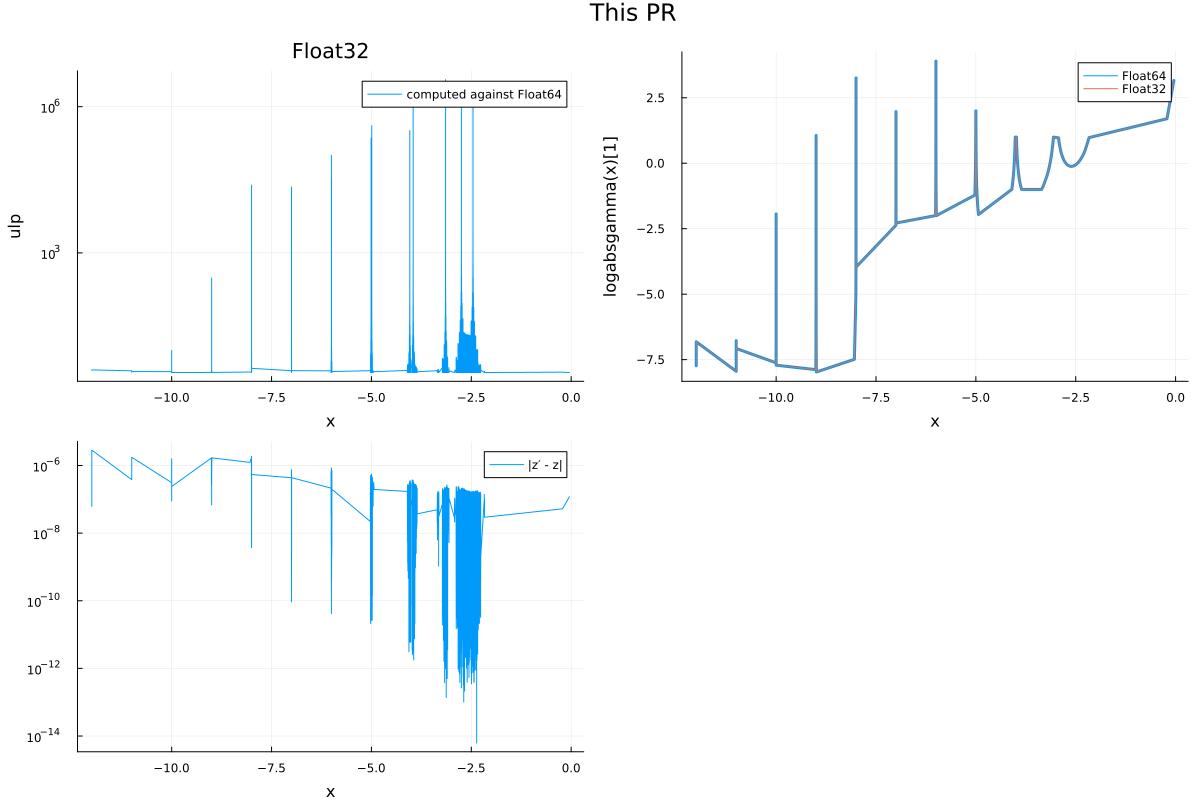 This PR
Float32
computed against Float64
10^6
10^3
ulp
−10.0 −7.5 −5.0 −2.5 0.0
x
Float64
Float32
2.5
0.0
−2.5
−5.0
−7.5
logabsgamma(x)[1]
−10.0 −7.5 −5.0 −2.5 0.0
x
|z′ - z|
10^−6
10^−8
10^−10
10^−12
10^−14
−10.0 −7.5 −5.0 −2.5 0.0
x